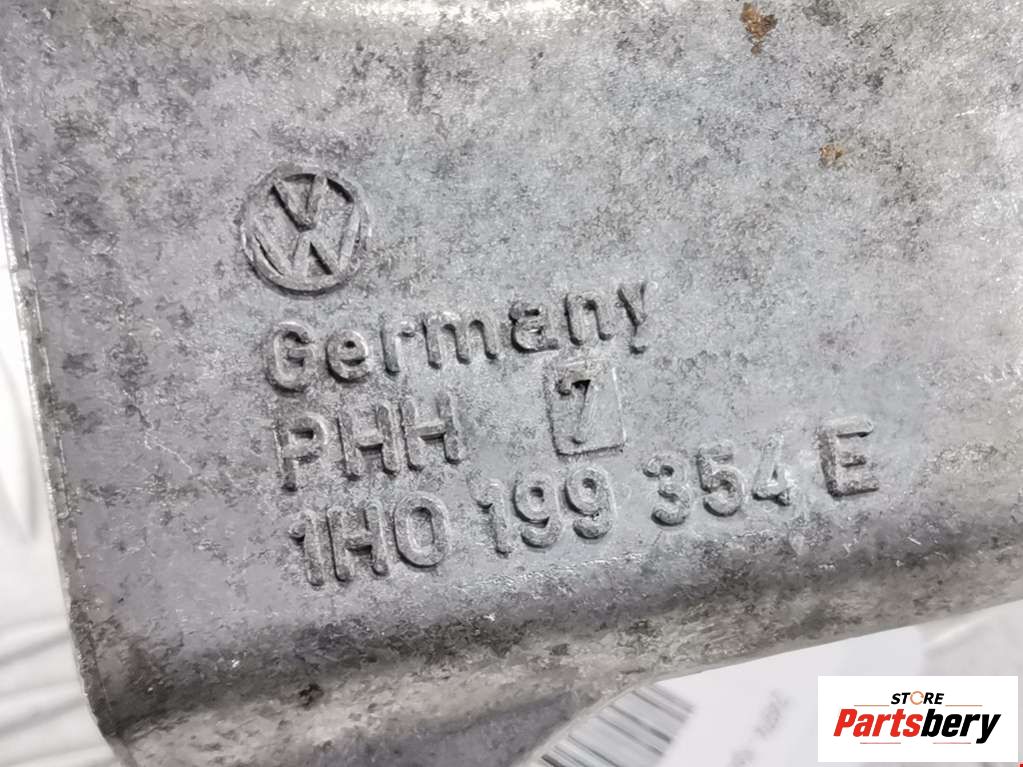 VW
Germany
PHH 7
1H0 199 354 E
STORE
Partsbery